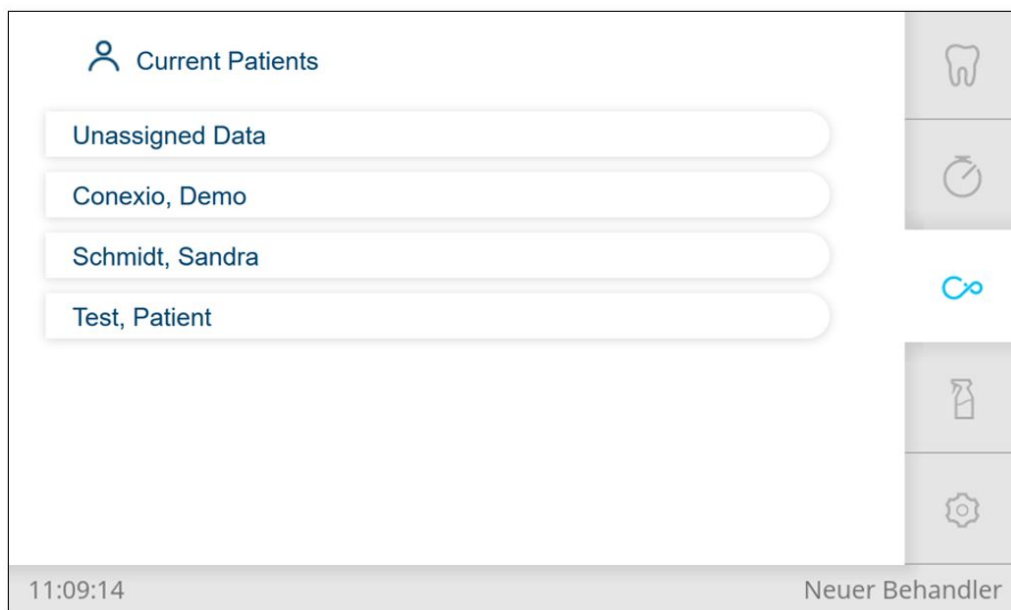 Current Patients
Unassigned Data
Conexio, Demo
Schmidt, Sandra
Test, Patient
11:09:14
Neuer Behandler